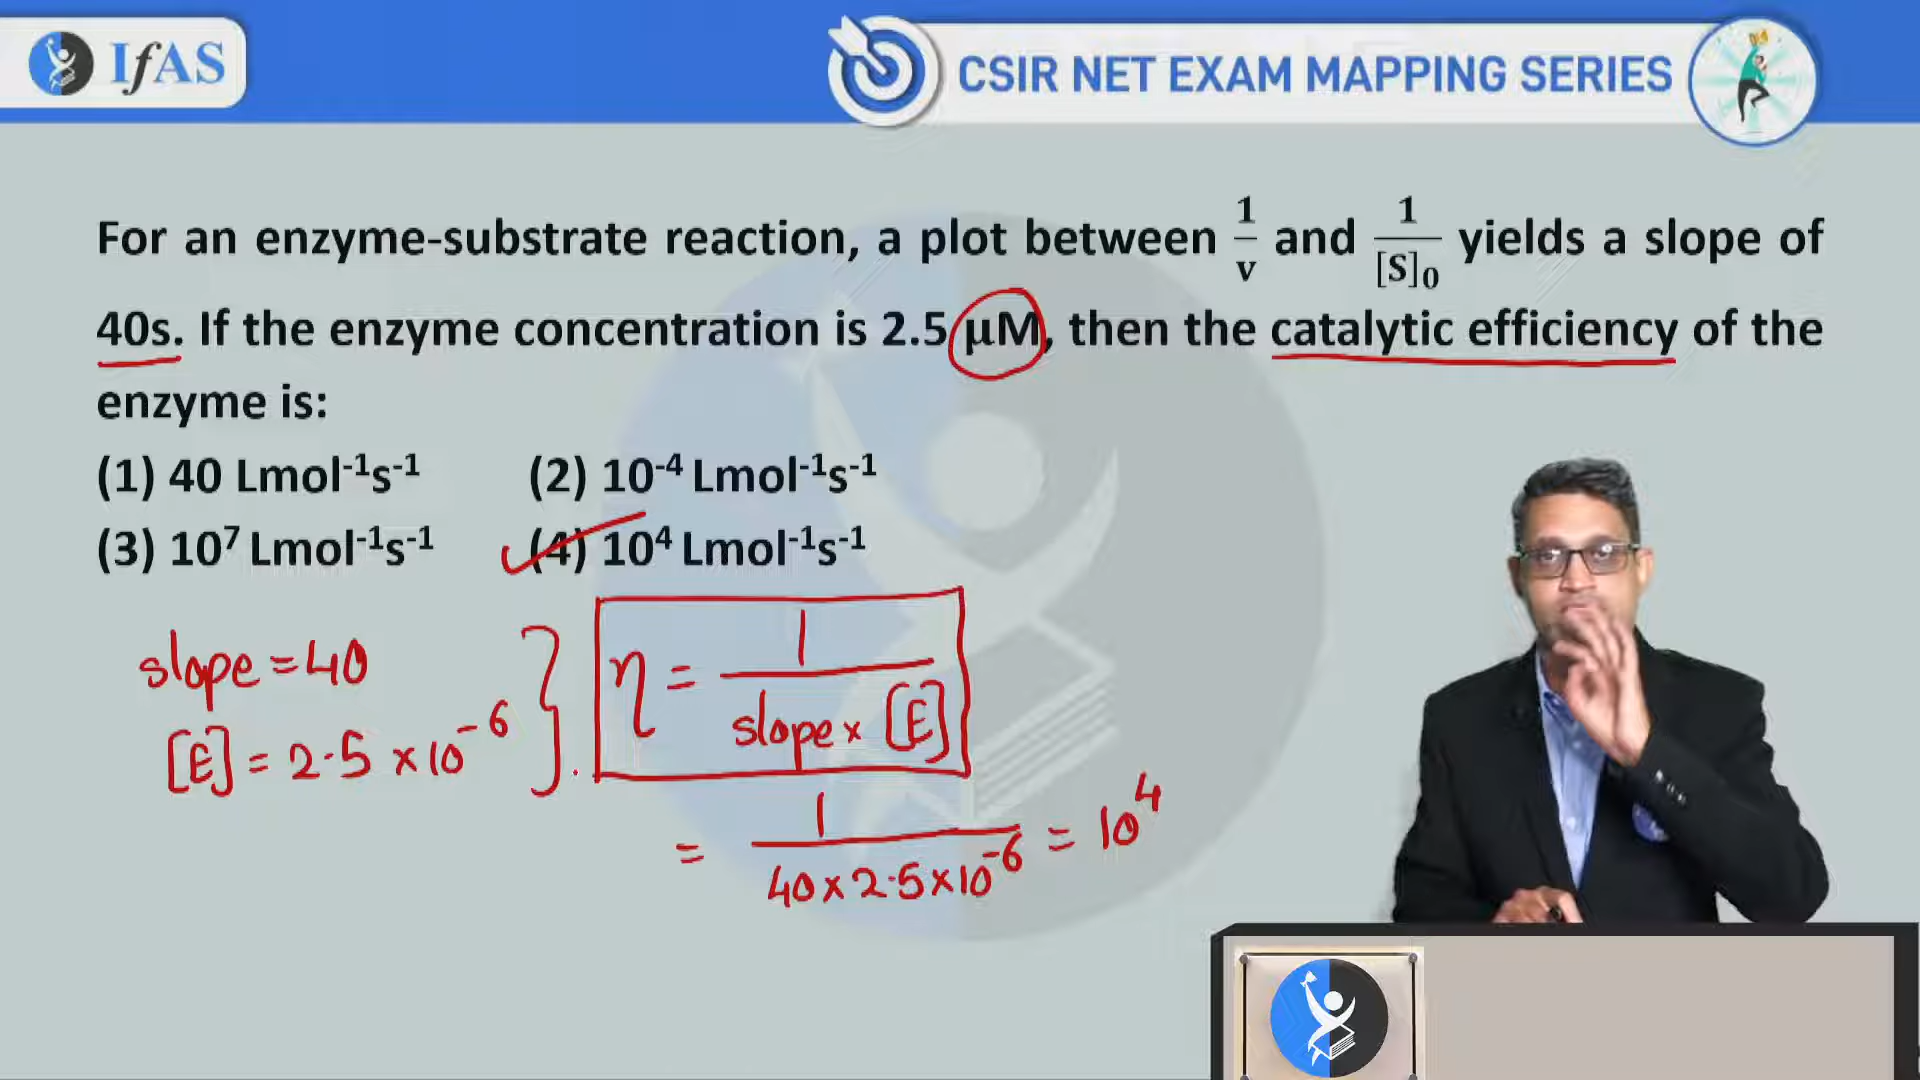 IfAS
CSIR NET EXAM MAPPING SERIES
For an enzyme-substrate reaction, a plot between 1/v and 1/[S]₀ yields a slope of
40s. If the enzyme concentration is 2.5 μM, then the catalytic efficiency of the
enzyme is:
(1) 40 Lmol⁻¹s⁻¹ (2) 10⁻⁴ Lmol⁻¹s⁻¹
(3) 10⁷ Lmol⁻¹s⁻¹ (4) 10⁴ Lmol⁻¹s⁻¹
slope = 40
[E] = 2.5 × 10⁻⁶
η = 1 / slope × [E]
= 1 / 40 × 2.5 × 10⁻⁶ = 10⁴